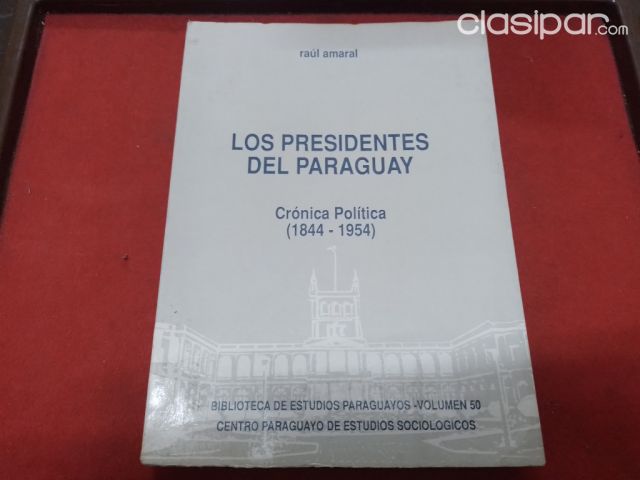 clasipar.com
raúl amaral
LOS PRESIDENTES
DEL PARAGUAY
Crónica Política
(1844 - 1954)
BIBLIOTECA DE ESTUDIOS PARAGUAYOS -VOLUMEN 50
CENTRO PARAGUAYO DE ESTUDIOS SOCIOLOGICOS